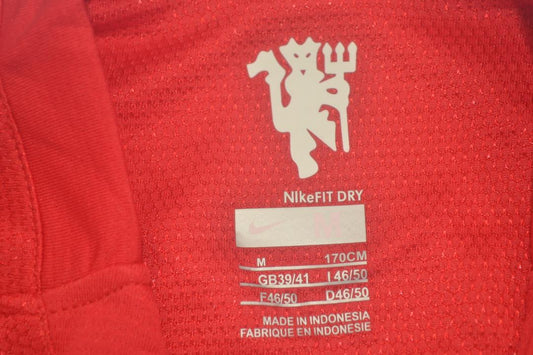 NIkeFIT DRY
M
M 170CM
GB39/41 I 46/50
F46/50 D46/50
MADE IN INDONESIA
FABRIQUE EN INDONESIE